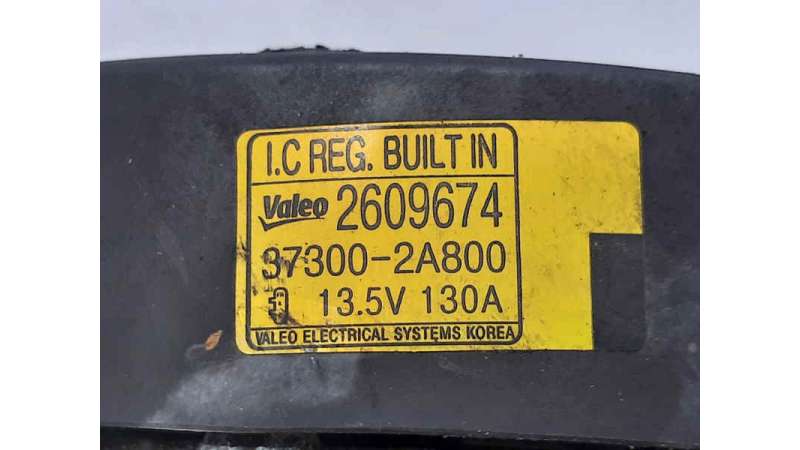 I.C REG. BUILT IN
Valeo 2609674
37300-2A800
13.5V 130A
VALEO ELECTRICAL SYSTEMS KOREA